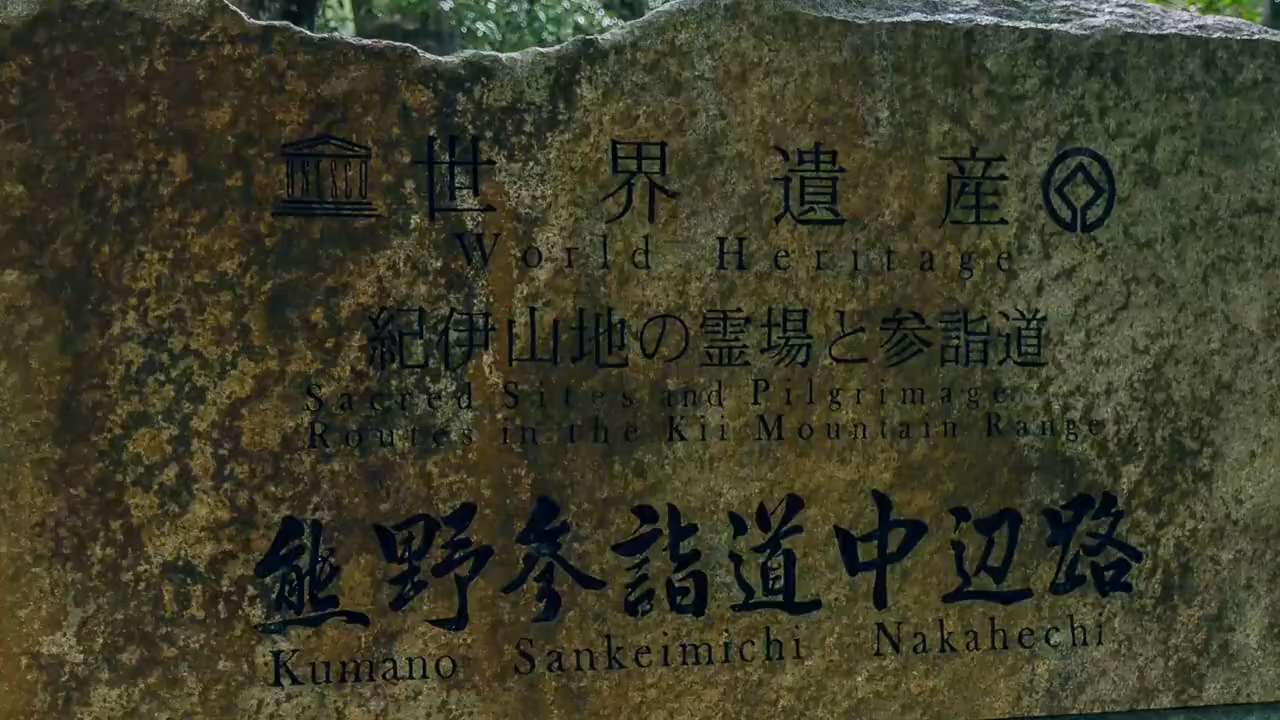 UNESCO 世界遺産
World Heritage
紀伊山地の霊場と参詣道
Sacred Sites and Pilgrimage
Routes in the Kii Mountain Range
熊野参詣道中辺路
Kumano Sankeimichi Nakahechi